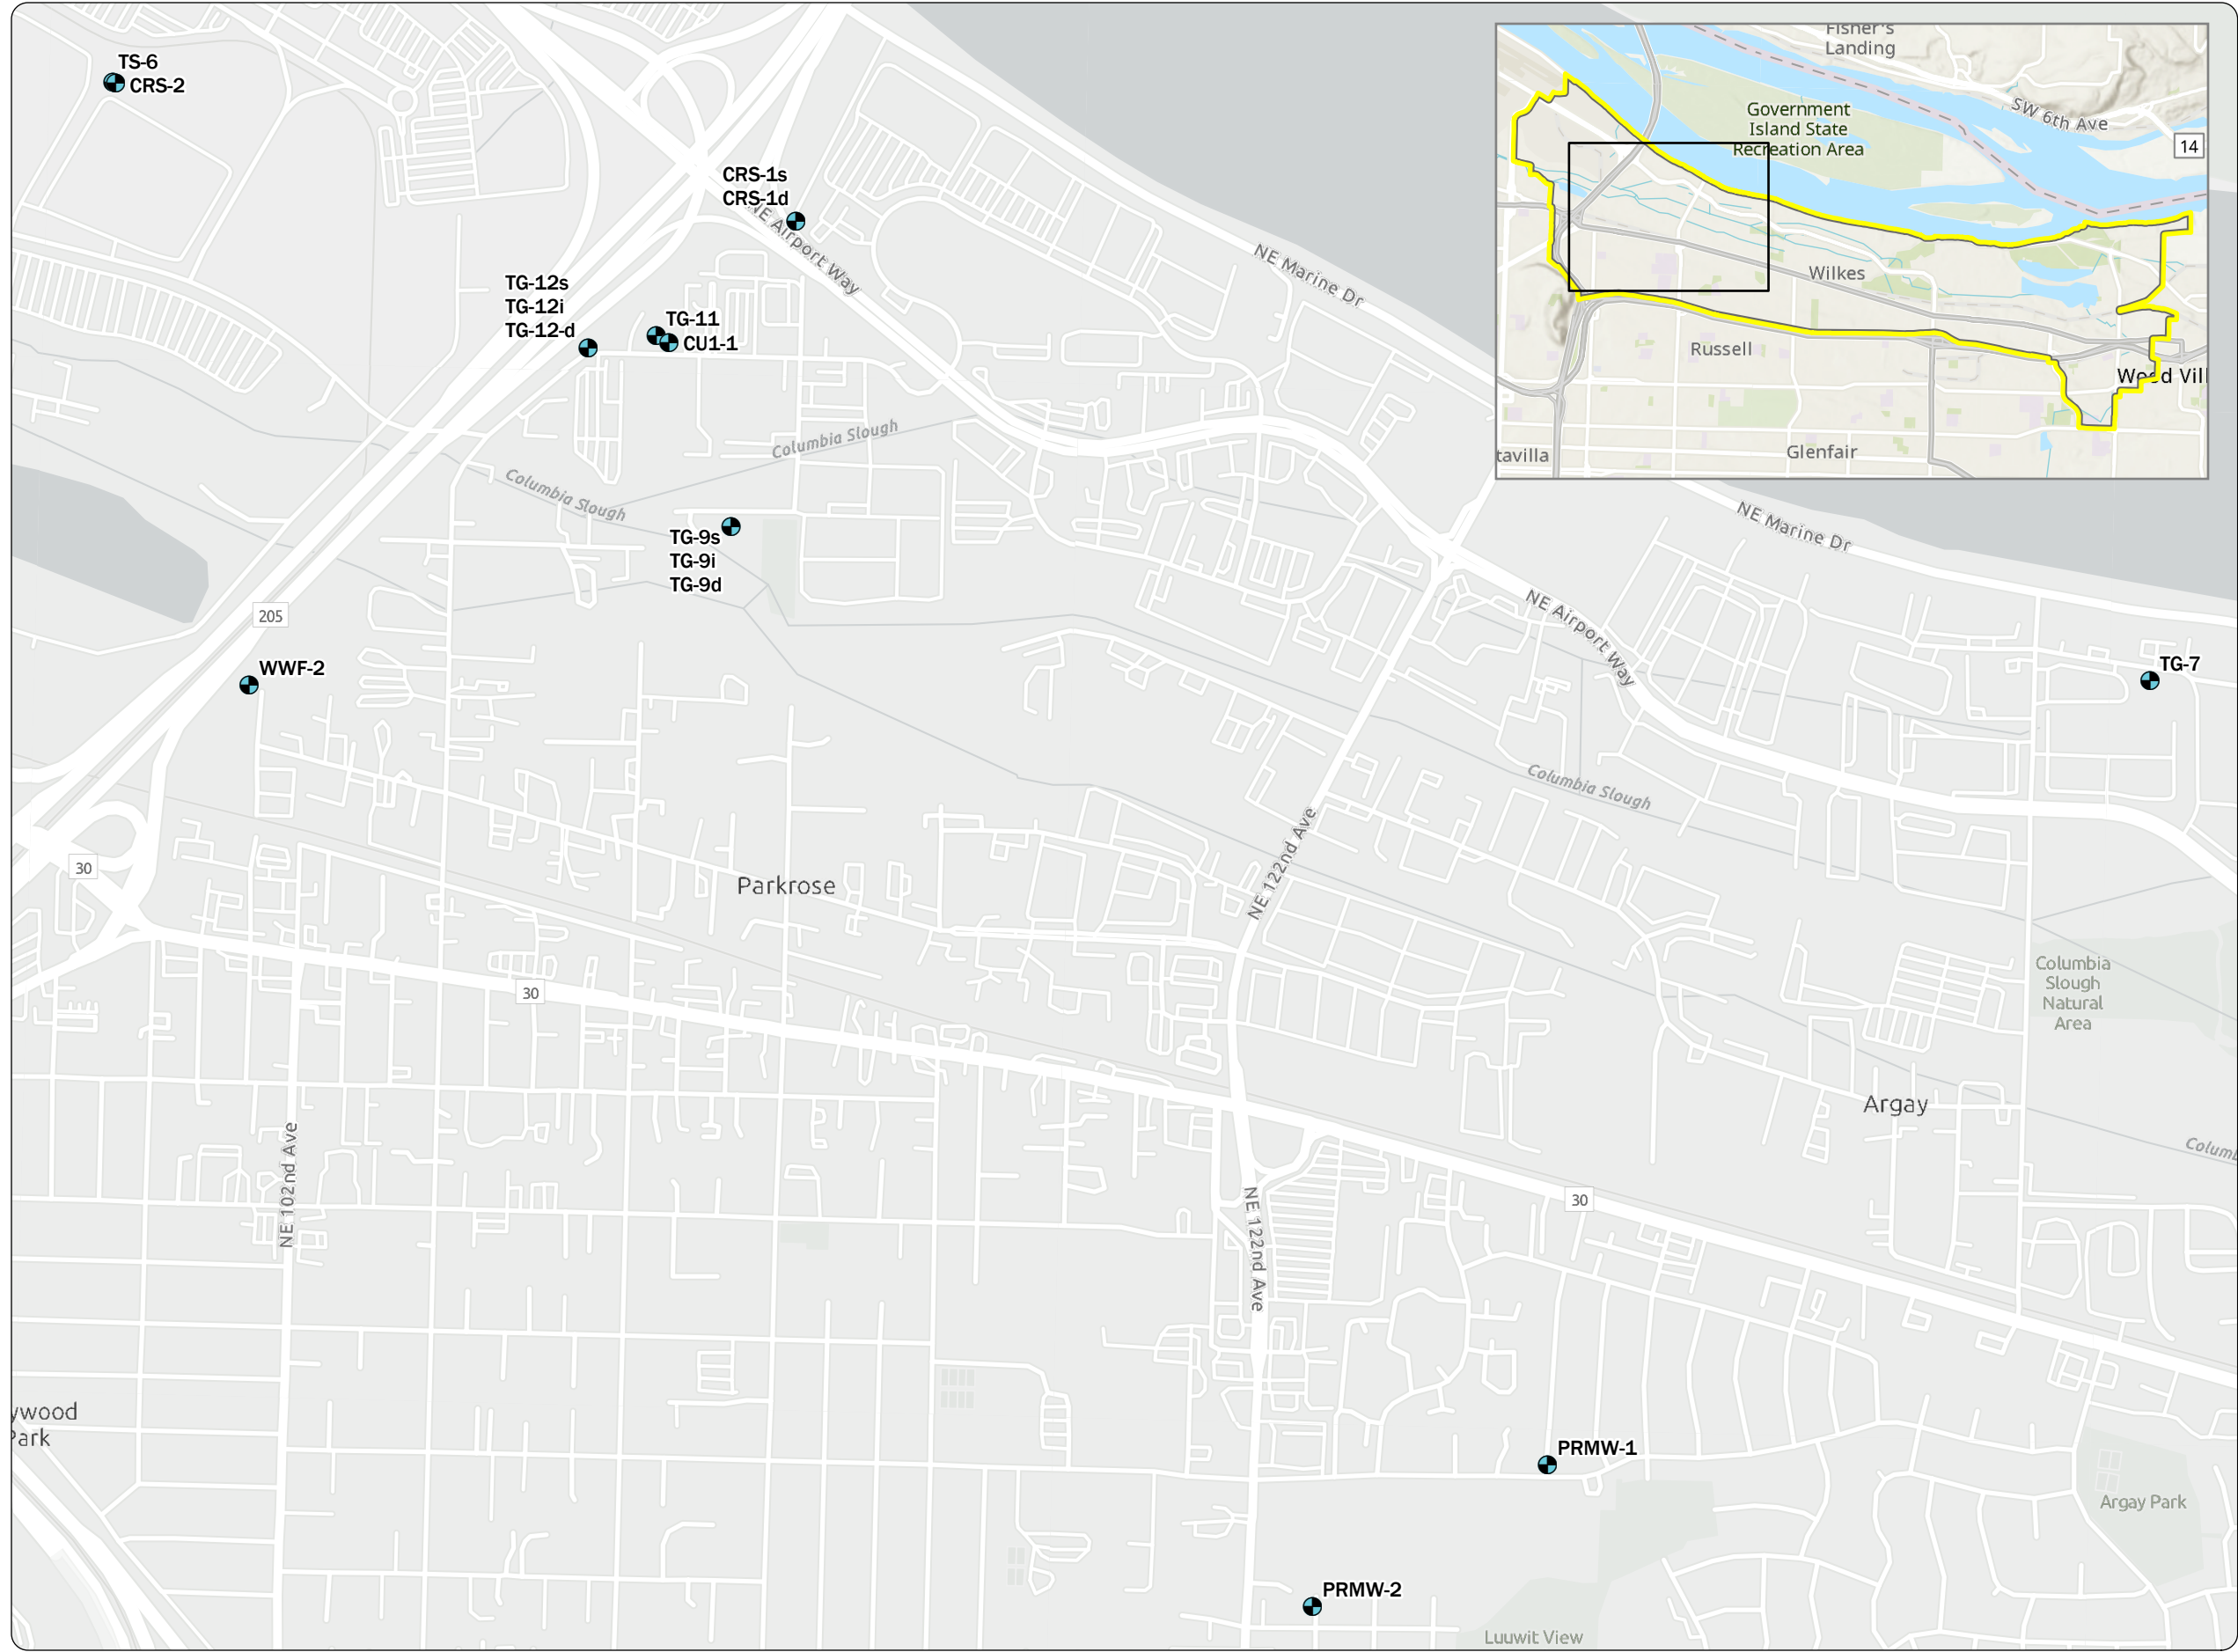 TS-6
CRS-2
CRS-1s
CRS-1d
NE Airport Way
NE Marine Dr
TG-12s
TG-12i
TG-12-d
TG-11
CU1-1
Columbia Slough
Columbia Slough
TG-9s
TG-9i
TG-9d
205
WWF-2
Fisher's
Landing
SW 6th Ave
Government
Island State
Recreation Area
14
Wilkes
Russell
Wood Vill
tavilla
Glenfair
NE Marine Dr
NE Airport Way
TG-7
Columbia Slough
NE 122nd Ave
30
Parkrose
30
Columbia
Slough
Natural
Area
Argay
Columb
NE 102nd Ave
NE 122nd Ave
30
ywood
Park
PRMW-1
Argay Park
PRMW-2
Luuwit View